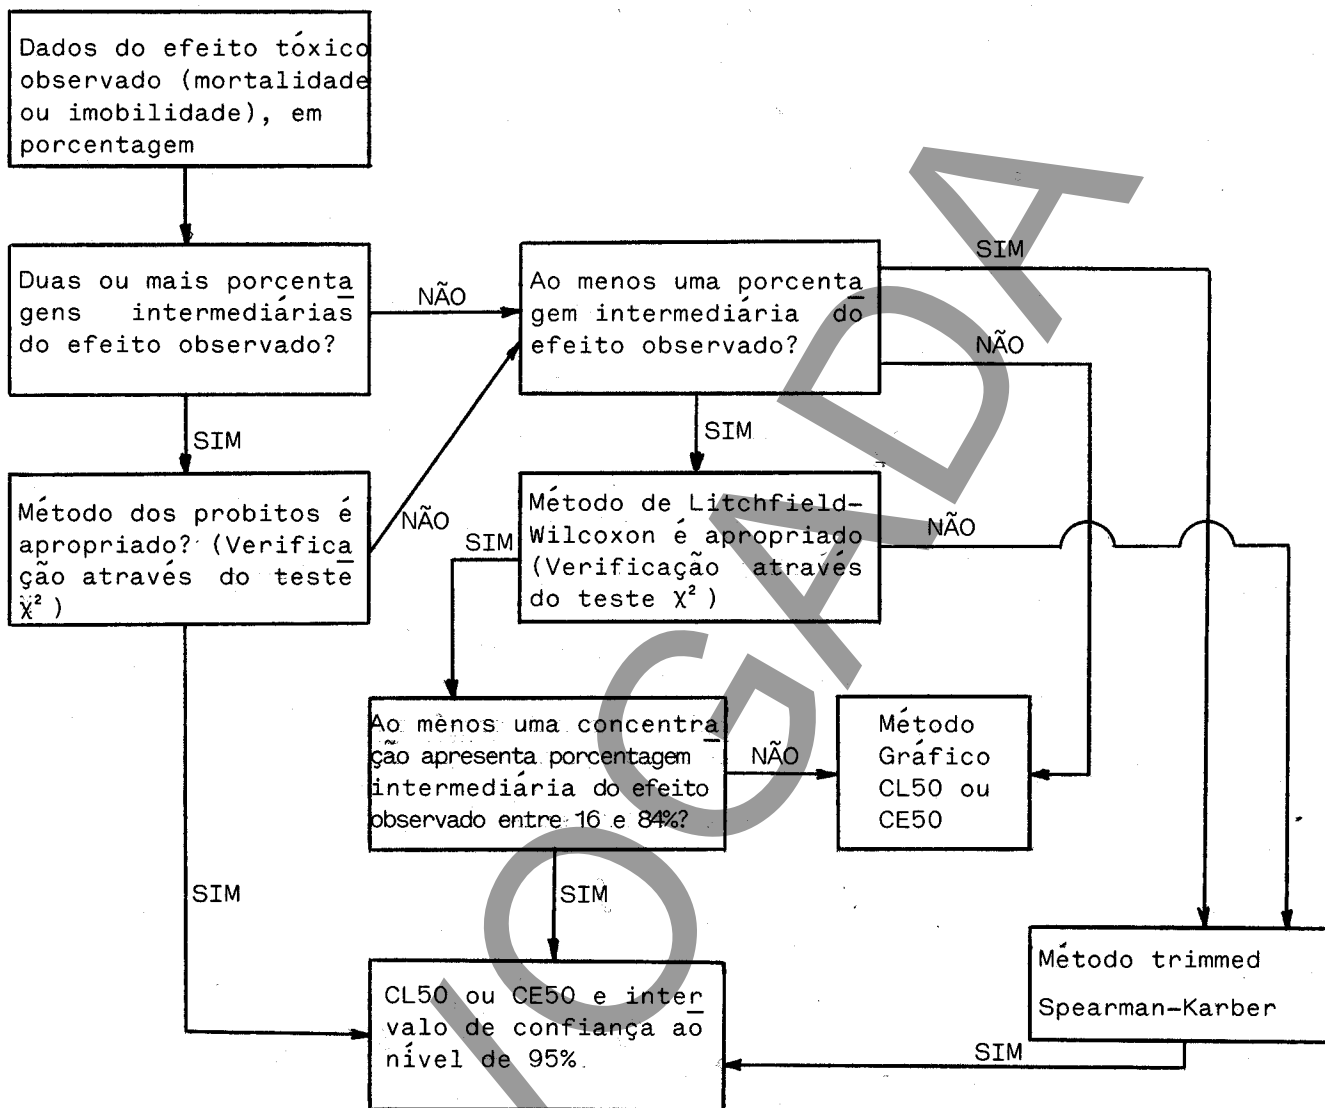 Dados do efeito tóxico
observado (mortalidade
ou imobilidade), em
porcentagem
Duas ou mais porcenta
gens intermediárias
do efeito observado?
NÃO
Ao menos uma porcenta
gem intermediária do
efeito observado?
SIM
NÃO
SIM
SIM
Método dos probitos é
apropriado? (Verifica
ção através do teste
χ² )
NÃO
Método de Litchfield-
Wilcoxon é apropriado
(Verificação através
do teste χ² )
SIM
NÃO
Ao menos uma concentra
ção apresenta porcentagem
intermediária do efeito
observado entre 16 e 84%?
NÃO
Método
Gráfico
CL50 ou
CE50
SIM
SIM
Método trimmed
Spearman-Karber
CL50 ou CE50 e inter
valo de confiança ao
nível de 95%.
SIM
OGADA